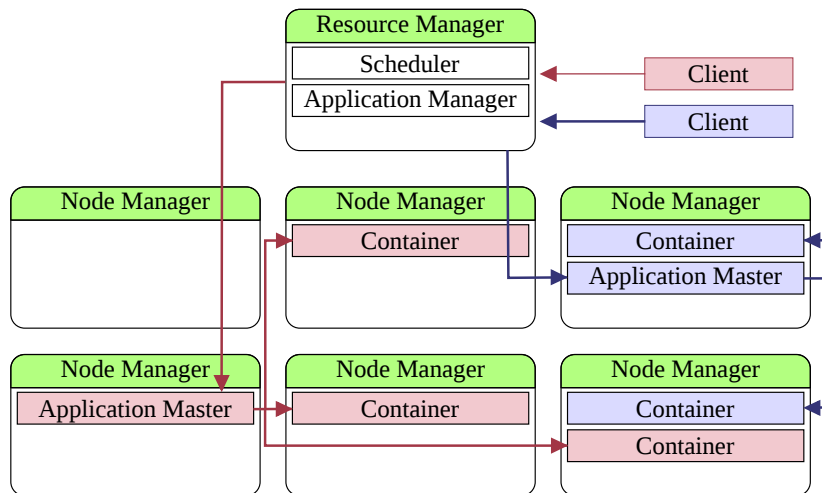 Resource Manager
Scheduler
Client
Application Manager
Client
Node Manager
Node Manager
Node Manager
Container
Container
Application Master
Node Manager
Node Manager
Node Manager
Application Master
Container
Container
Container